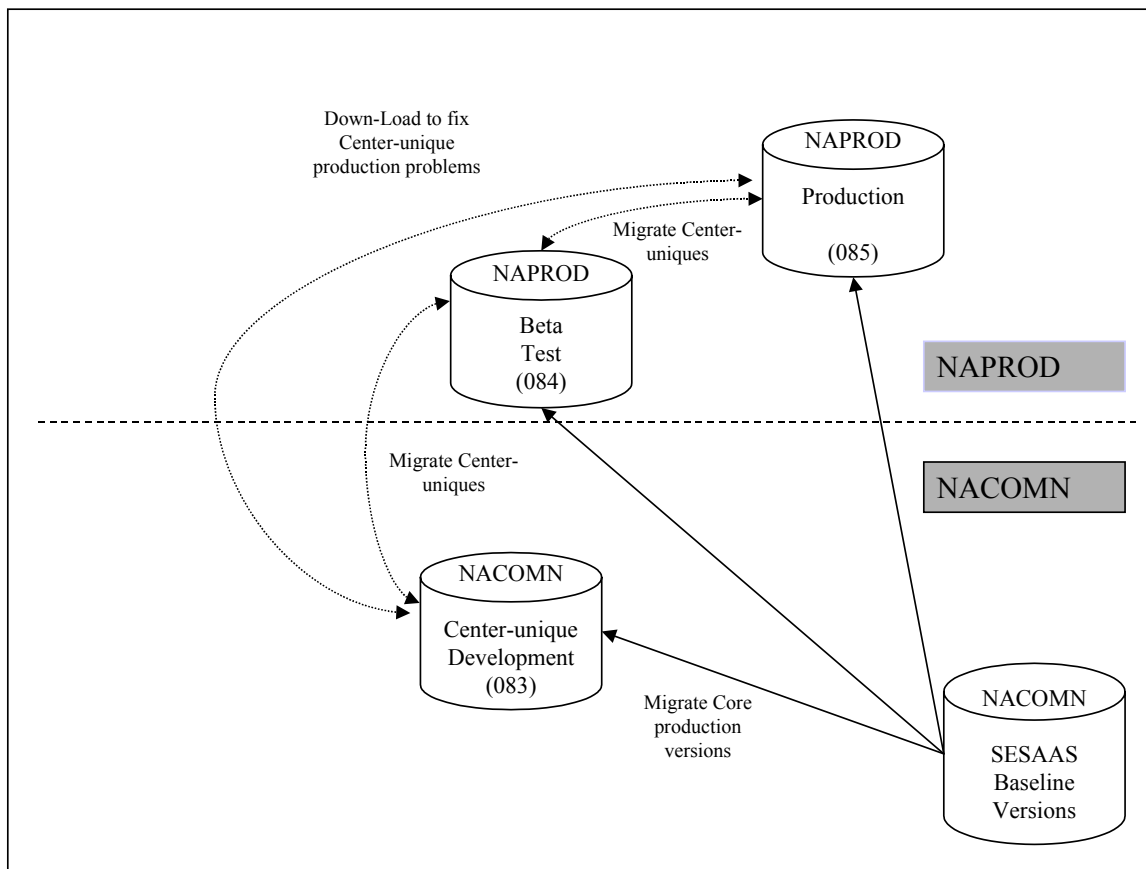 Down-Load to fix
Center-unique
production problems
NAPROD
Production
(085)
Migrate Center-
uniques
NAPROD
Beta
Test
(084)
NAPROD
Migrate Center-
uniques
NACOMN
NACOMN
Center-unique
Development
(083)
Migrate Core
production
versions
NACOMN
SESAAS
Baseline
Versions